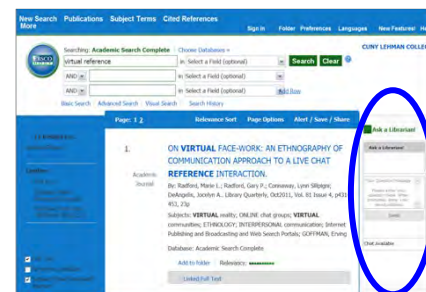 New Search Publications Subject Terms Cited References
More
Sign In Folder Preferences Languages New Features!
Searching: Academic Search Complete Choose Databases »
CUNY LEHMAN COLLE
EBSCO
virtual reference
in Select a Field (optional)
Search Clear
AND
in Select a Field (optional)
AND
in Select a Field (optional)
Add Row
Basic Search Advanced Search Visual Search Search History
Page: 1 2 Relevance Sort Page Options Alert / Save / Share
Ask a Librarian!
1.
ON VIRTUAL FACE-WORK: AN ETHNOGRAPHY OF
COMMUNICATION APPROACH TO A LIVE CHAT
REFERENCE INTERACTION.
Ask a Librarian!
Academic
Journal
By: Radford, Marie L.; Radford, Gary P.; Connaway, Lynn Silipigni;
DeAngelis, Jocelyn A.. Library Quarterly, Oct2011, Vol. 81 Issue 4, p431-
453, 23p
Subjects: VIRTUAL reality; ONLINE chat groups; VIRTUAL
communities; ETHNOLOGY; INTERPERSONAL communication; Internet
Publishing and Broadcasting and Web Search Portals; GOFFMAN, Erving
Send
Chat Available
Database: Academic Search Complete
Add to folder Relevance:
Linked Full Text